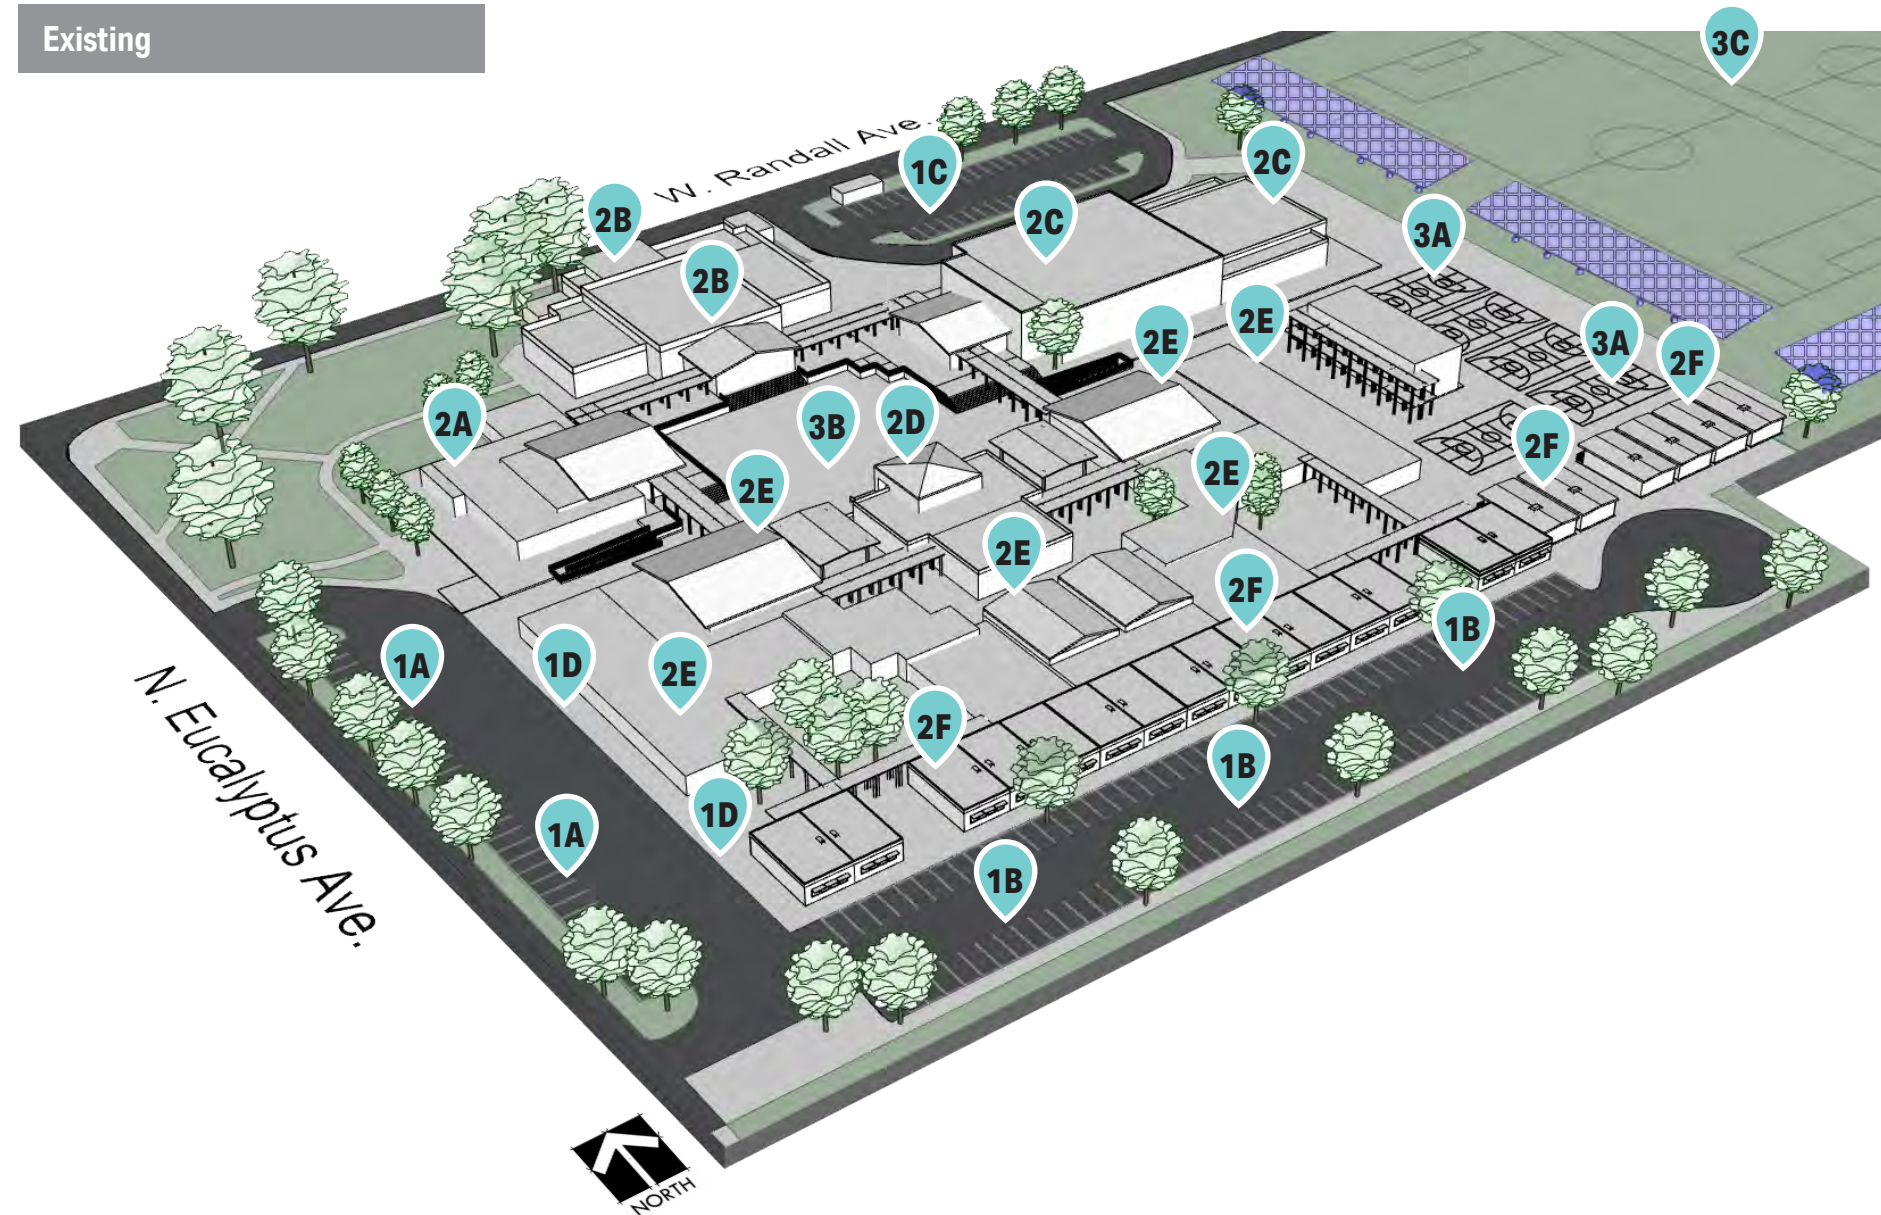 Existing
3C
W. Randall Ave.
1C
2C
2B
2C
3A
2B
2E
2E
3A
2F
2A
3B
2D
2F
2E
2E
2E
2F
1B
1A
1D
2E
2F
1B
1D
1A
1B
N. Eucalyptus Ave.
NORTH